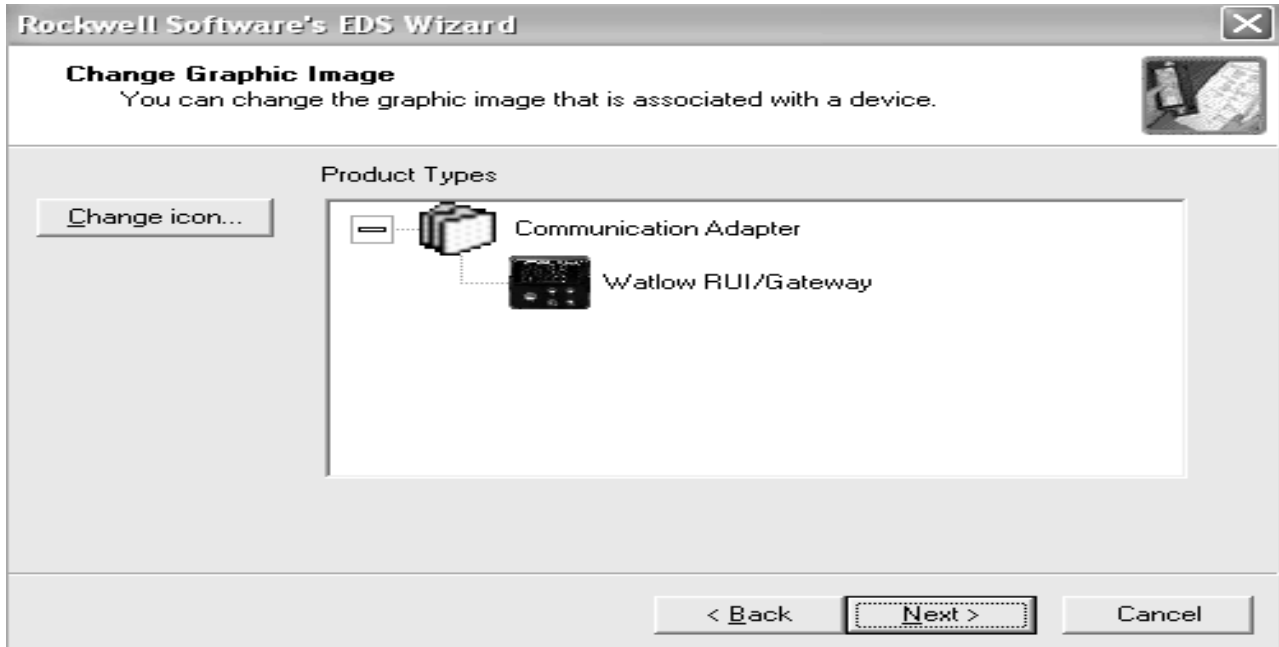 Rockwell Software's EDS Wizard
Change Graphic Image
You can change the graphic image that is associated with a device.
Product Types
Change icon...
Communication Adapter
Watlow RUI/Gateway
< Back Next > Cancel